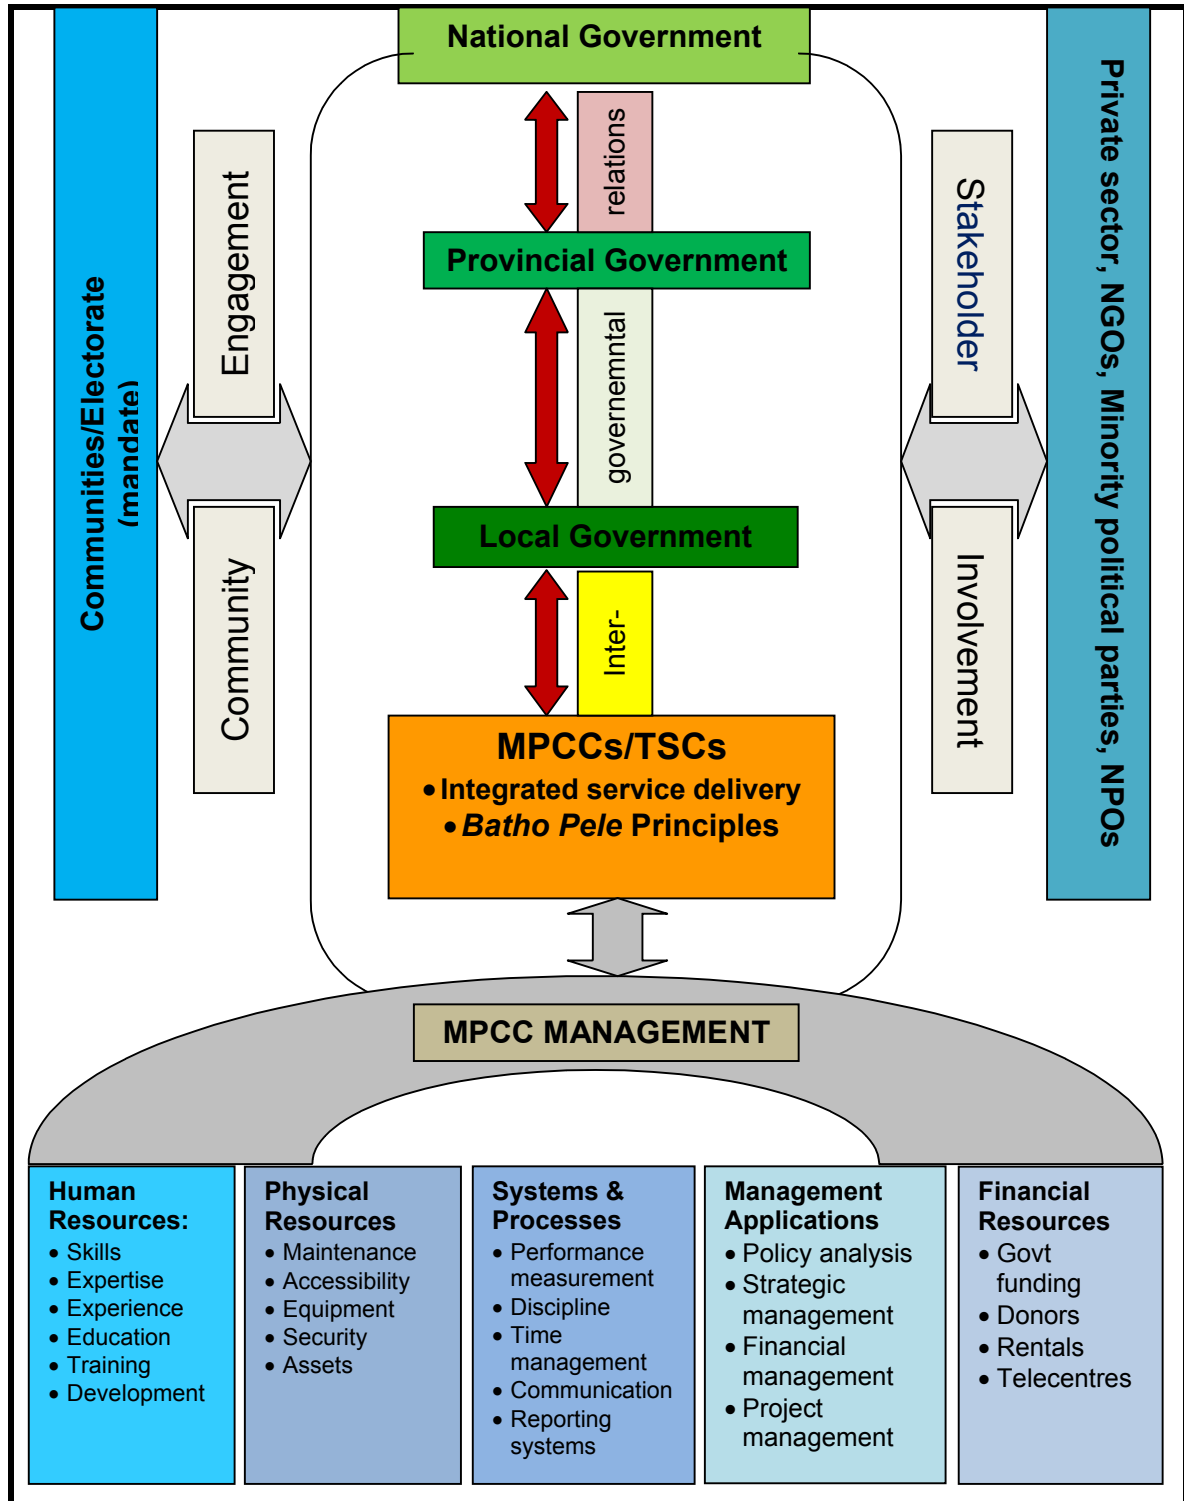 National Government
relations
Provincial Government
governemntal
Local Government
Inter-
MPCCs/TSCs
• Integrated service delivery
• Batho Pele Principles
Communities/Electorate
(mandate)
Engagement
Community
Stakeholder
Involvement
Private sector, NGOs, Minority political parties, NPOs
MPCC MANAGEMENT
Human
Resources:
• Skills
• Expertise
• Experience
• Education
• Training
• Development
Physical
Resources
• Maintenance
• Accessibility
• Equipment
• Security
• Assets
Systems &
Processes
• Performance
measurement
• Discipline
• Time
management
• Communication
• Reporting
systems
Management
Applications
• Policy analysis
• Strategic
management
• Financial
management
• Project
management
Financial
Resources
• Govt
funding
• Donors
• Rentals
• Telecentres